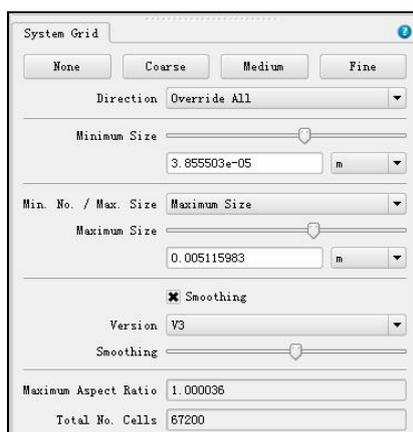 System Grid
None Coarse Medium Fine
Direction Override All
Minimum Size
3.855503e-05 m
Min. No. / Max. Size Maximum Size
Maximum Size
0.005115983 m
Smoothing
Version V3
Smoothing
Maximum Aspect Ratio 1.000036
Total No. Cells 67200